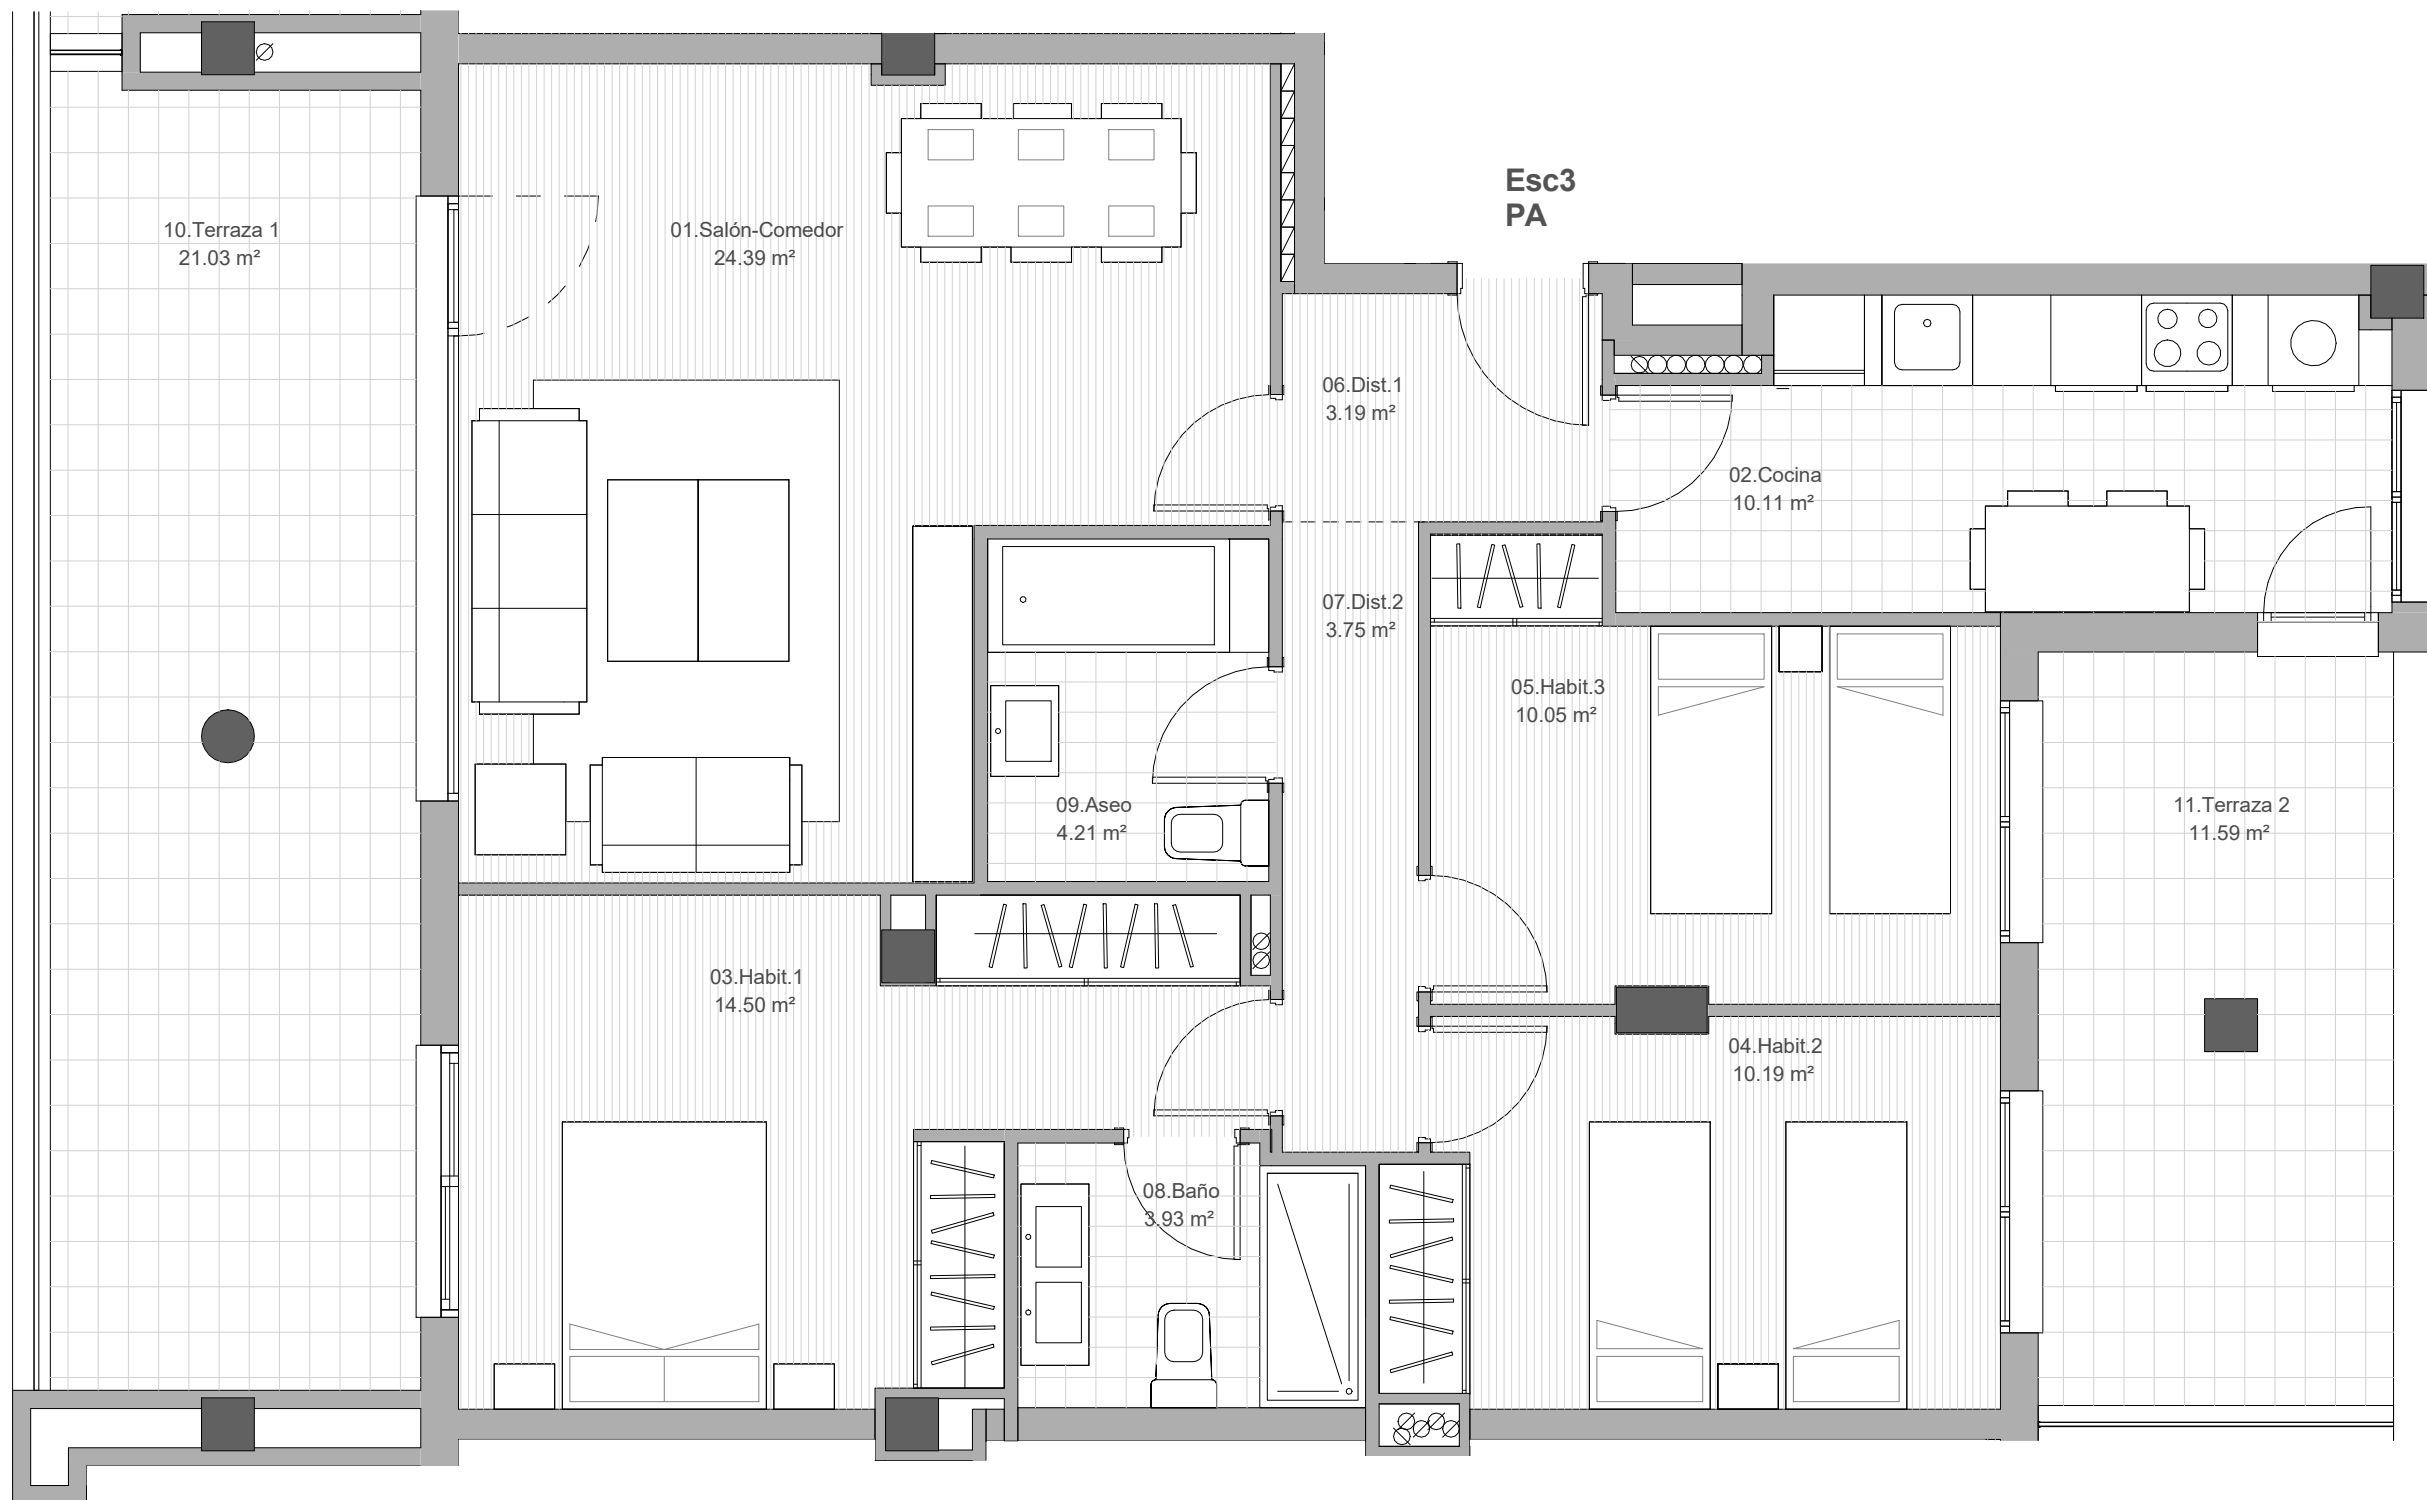 Esc3
PA
10.Terraza 1
21.03 m²
01.Salón-Comedor
24.39 m²
06.Dist.1
3.19 m²
02.Cocina
10.11 m²
07.Dist.2
3.75 m²
05.Habit.3
10.05 m²
09.Aseo
4.21 m²
11.Terraza 2
11.59 m²
03.Habit.1
14.50 m²
04.Habit.2
10.19 m²
08.Baño
3.93 m²